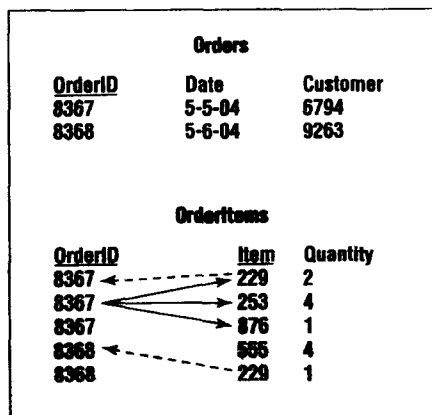 Orders
OrderID Date Customer
8367 5-5-04 6794
8368 5-6-04 9263
OrderItems
OrderID Item Quantity
8367 229 2
8367 253 4
8367 876 1
8368 555 4
8368 229 1